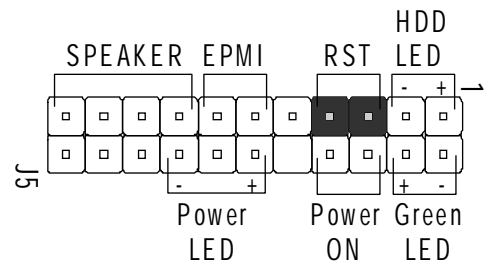 HDD
SPEAKER EPMI RST LED
- + 1
J5
- + + -
Power Power Green
LED ON LED